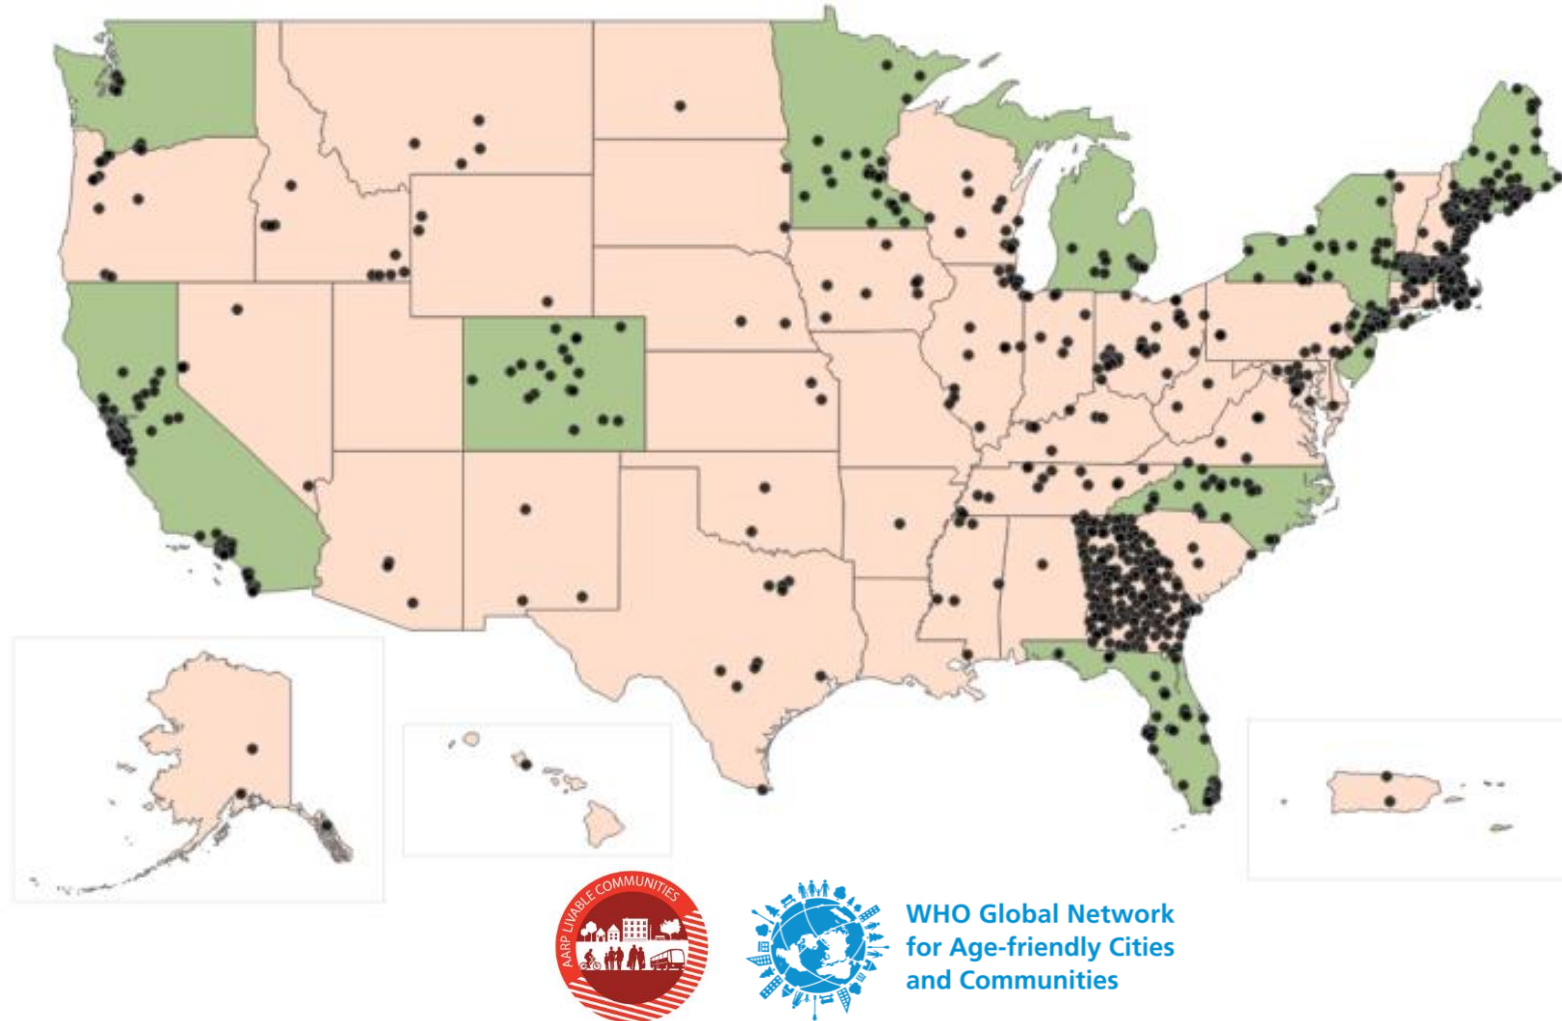 AARP LIVABLE COMMUNITIES
WHO Global Network
for Age-friendly Cities
and Communities